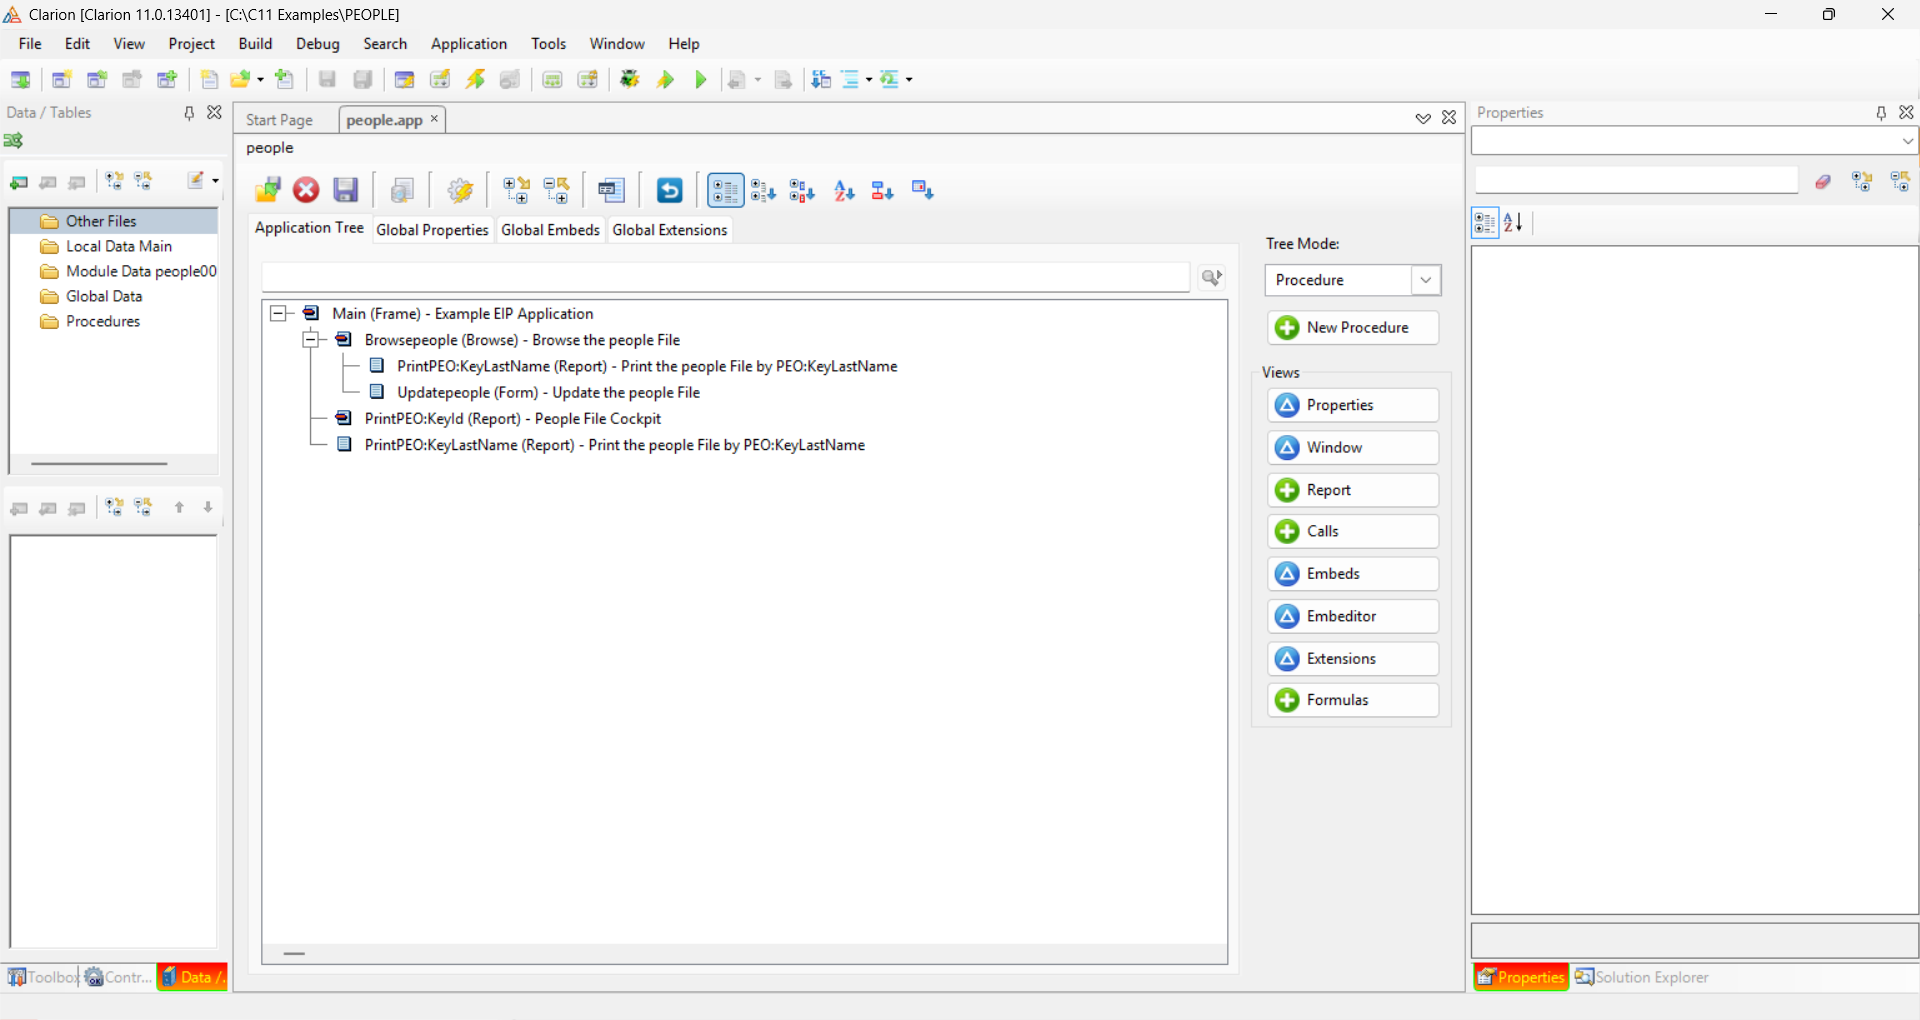 Clarion [Clarion 11.0.13401] - [C:\C11 Examples\PEOPLE]
File Edit View Project Build Debug Search Application Tools Window Help
Data / Tables
Other Files
Local Data Main
Module Data people00
Global Data
Procedures
Toolbox Contr... Data /.
Start Page people.app
people
Application Tree Global Properties Global Embeds Global Extensions
Main (Frame) - Example EIP Application
Browsepeople (Browse) - Browse the people File
PrintPEO:KeyLastName (Report) - Print the people File by PEO:KeyLastName
Updatepeople (Form) - Update the people File
PrintPEO:KeyId (Report) - People File Cockpit
PrintPEO:KeyLastName (Report) - Print the people File by PEO:KeyLastName
Tree Mode:
Procedure
New Procedure
Views
Properties
Window
Report
Calls
Embeds
Embeditor
Extensions
Formulas
Properties
Properties Solution Explorer